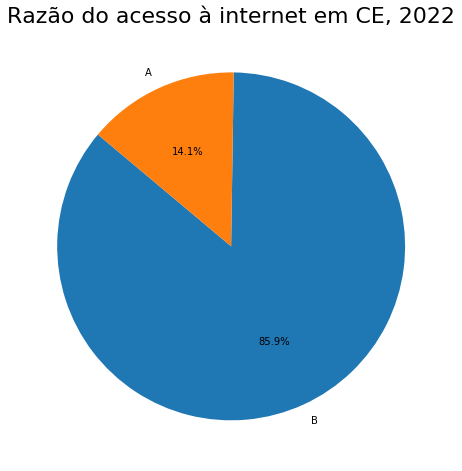 Razão do acesso à internet em CE, 2022
A
14.1%
85.9%
B